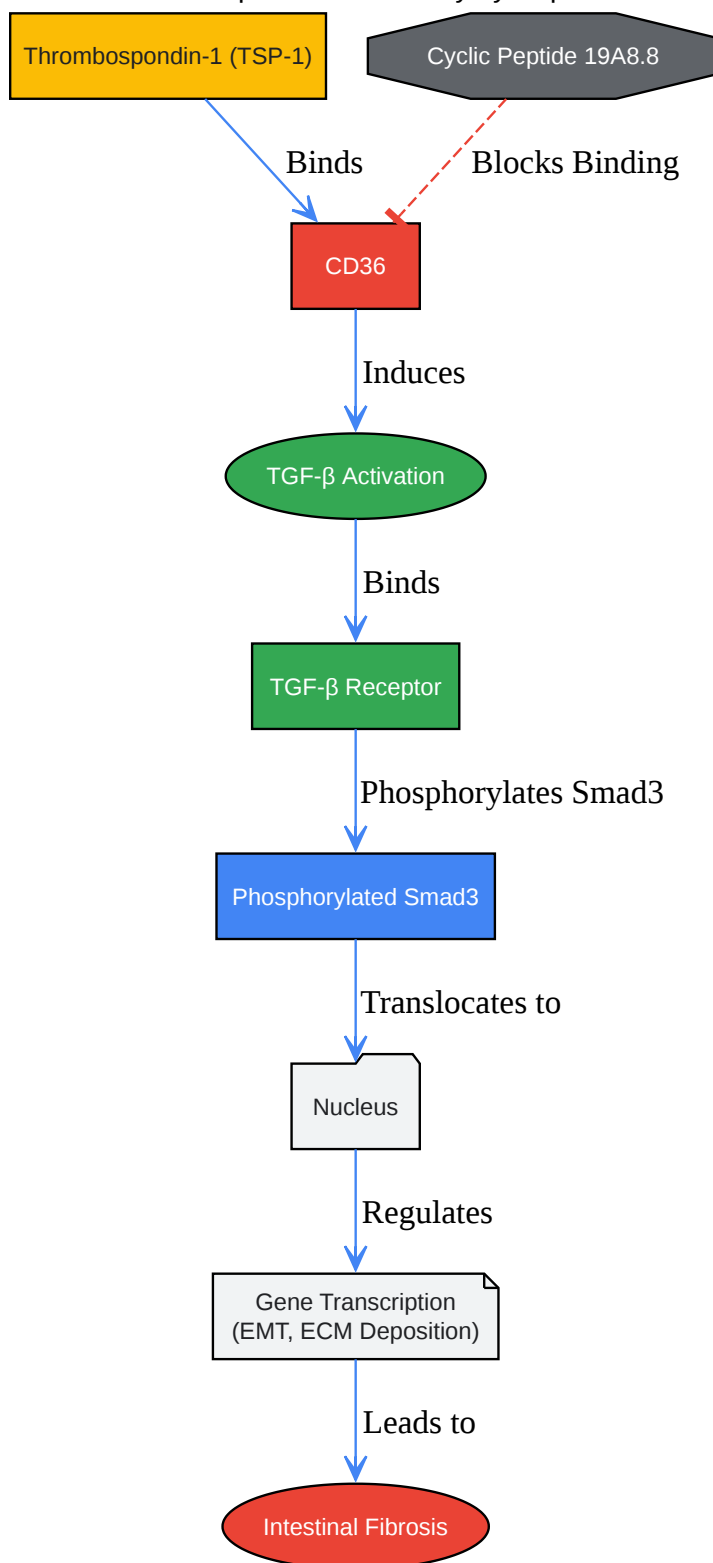 Thrombospondin-1 (TSP-1)
Cyclic Peptide 19A8.8
Binds
Blocks Binding
CD36
Induces
TGF-β Activation
Binds
TGF-β Receptor
Phosphorylates Smad3
Phosphorylated Smad3
Translocates to
Nucleus
Regulates
Gene Transcription
(EMT, ECM Deposition)
Leads to
Intestinal Fibrosis